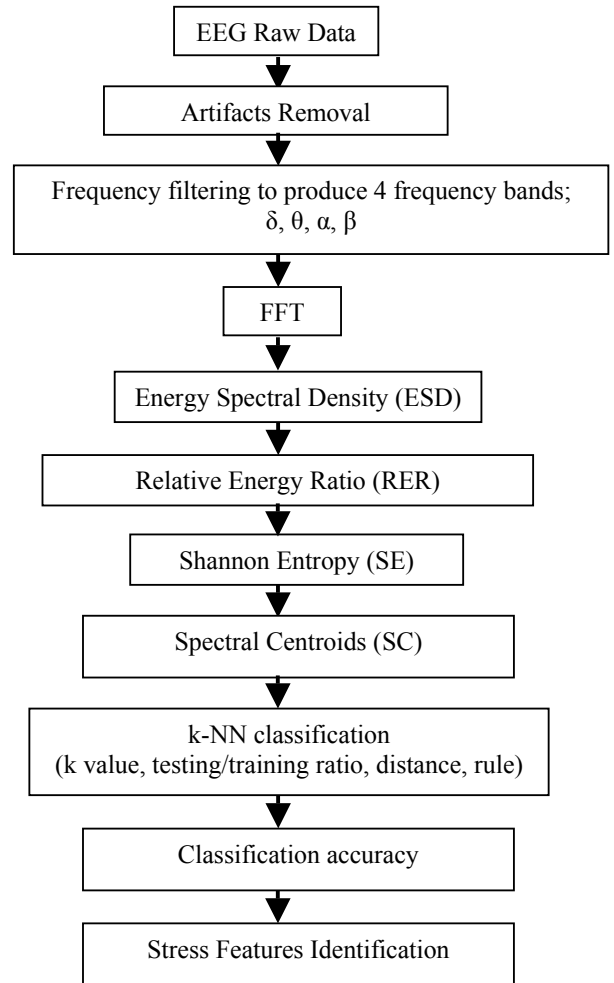 EEG Raw Data
Artifacts Removal
Frequency filtering to produce 4 frequency bands;
δ, θ, α, β
FFT
Energy Spectral Density (ESD)
Relative Energy Ratio (RER)
Shannon Entropy (SE)
Spectral Centroids (SC)
k-NN classification
(k value, testing/training ratio, distance, rule)
Classification accuracy
Stress Features Identification